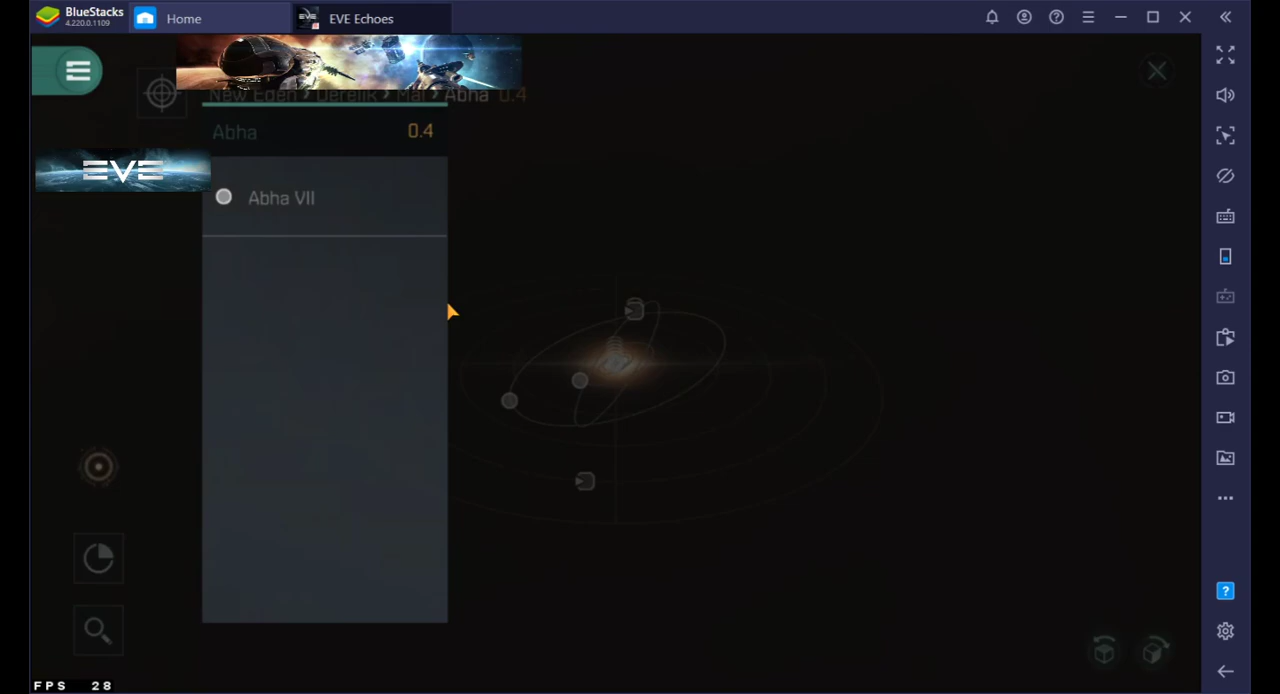 BlueStacks
4.220.0.1109
Home
EVE Echoes
New Eden › Derelik › Mal › Abha 0.4
Abha 0.4
EVE
Abha VII
FPS 28